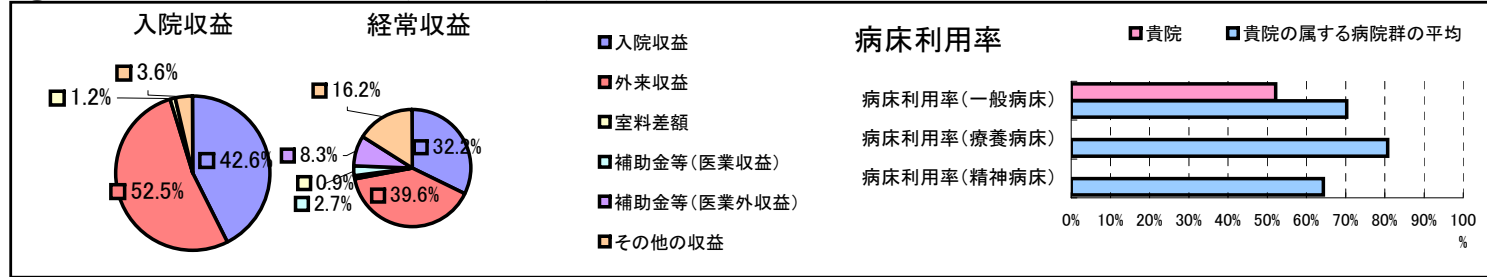 入院収益
3.6%
1.2%
42.6%
52.5%
経常収益
16.2%
8.3%
0.9%
2.7%
32.2%
39.6%
入院収益
外来収益
室料差額
補助金等(医業収益)
補助金等(医業外収益)
その他の収益
病床利用率
貴院 貴院の属する病院群の平均
病床利用率(一般病床)
病床利用率(療養病床)
病床利用率(精神病床)
0% 10% 20% 30% 40% 50% 60% 70% 80% 90% 100
%